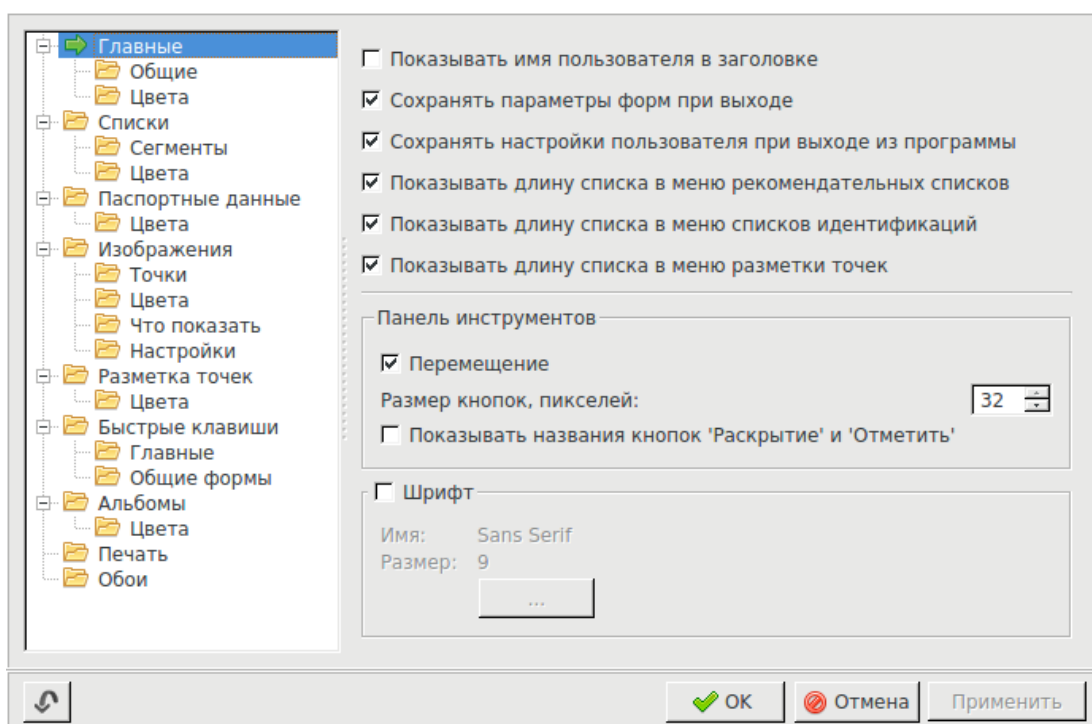 Главные
Общие
Цвета
Списки
Сегменты
Цвета
Паспортные данные
Цвета
Изображения
Точки
Цвета
Что показать
Настройки
Разметка точек
Цвета
Быстрые клавиши
Главные
Общие формы
Альбомы
Цвета
Печать
Обои
Показывать имя пользователя в заголовке
Сохранять параметры форм при выходе
Сохранять настройки пользователя при выходе из программы
Показывать длину списка в меню рекомендательных списков
Показывать длину списка в меню списков идентификаций
Показывать длину списка в меню разметки точек
Панель инструментов
Перемещение
Размер кнопок, пикселей: 32
Показывать названия кнопок 'Раскрытие' и 'Отметить'
Шрифт
Имя: Sans Serif
Размер: 9
...
OK
Отмена
Применить